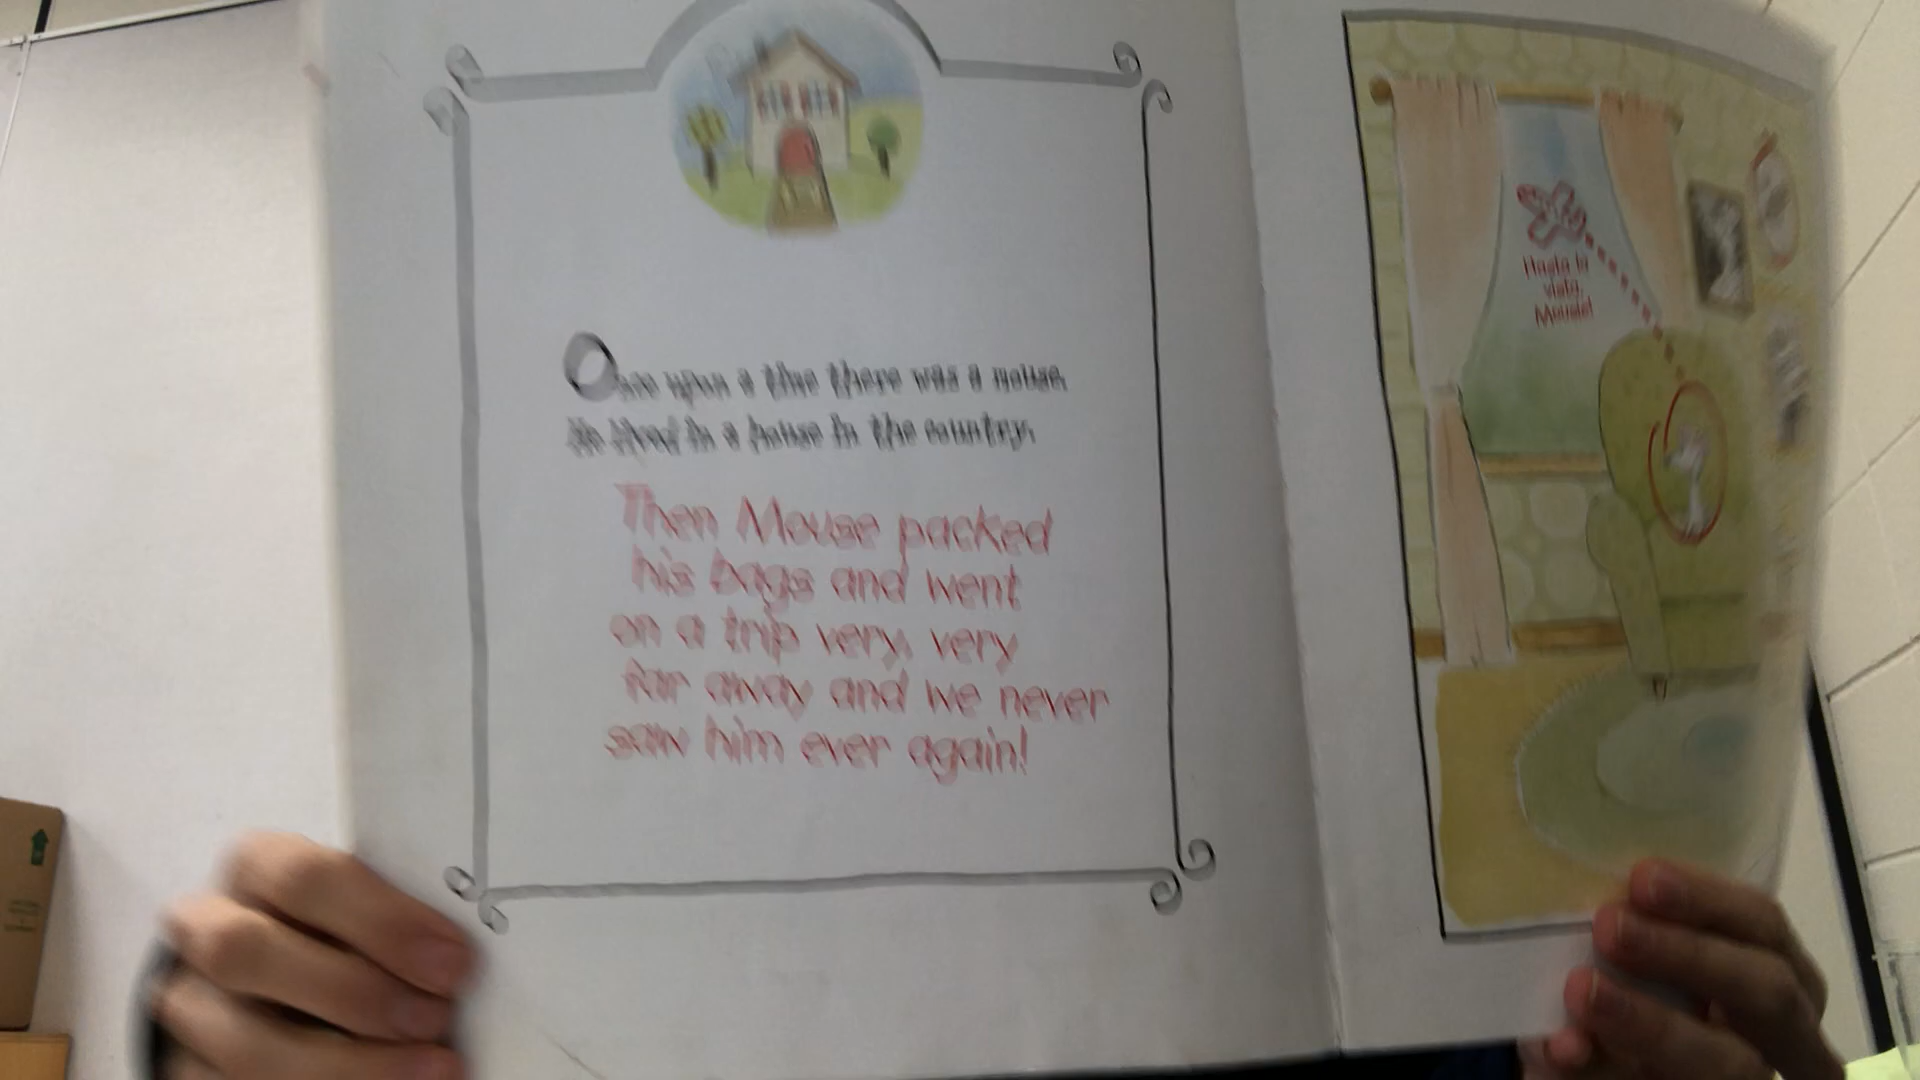 Once upon a time there was a mouse.
He lived in a house in the country.
Then Mouse packed
his bags and went
on a trip very, very
far away and we never
saw him ever again!
Hasta la
vista,
Mouse!